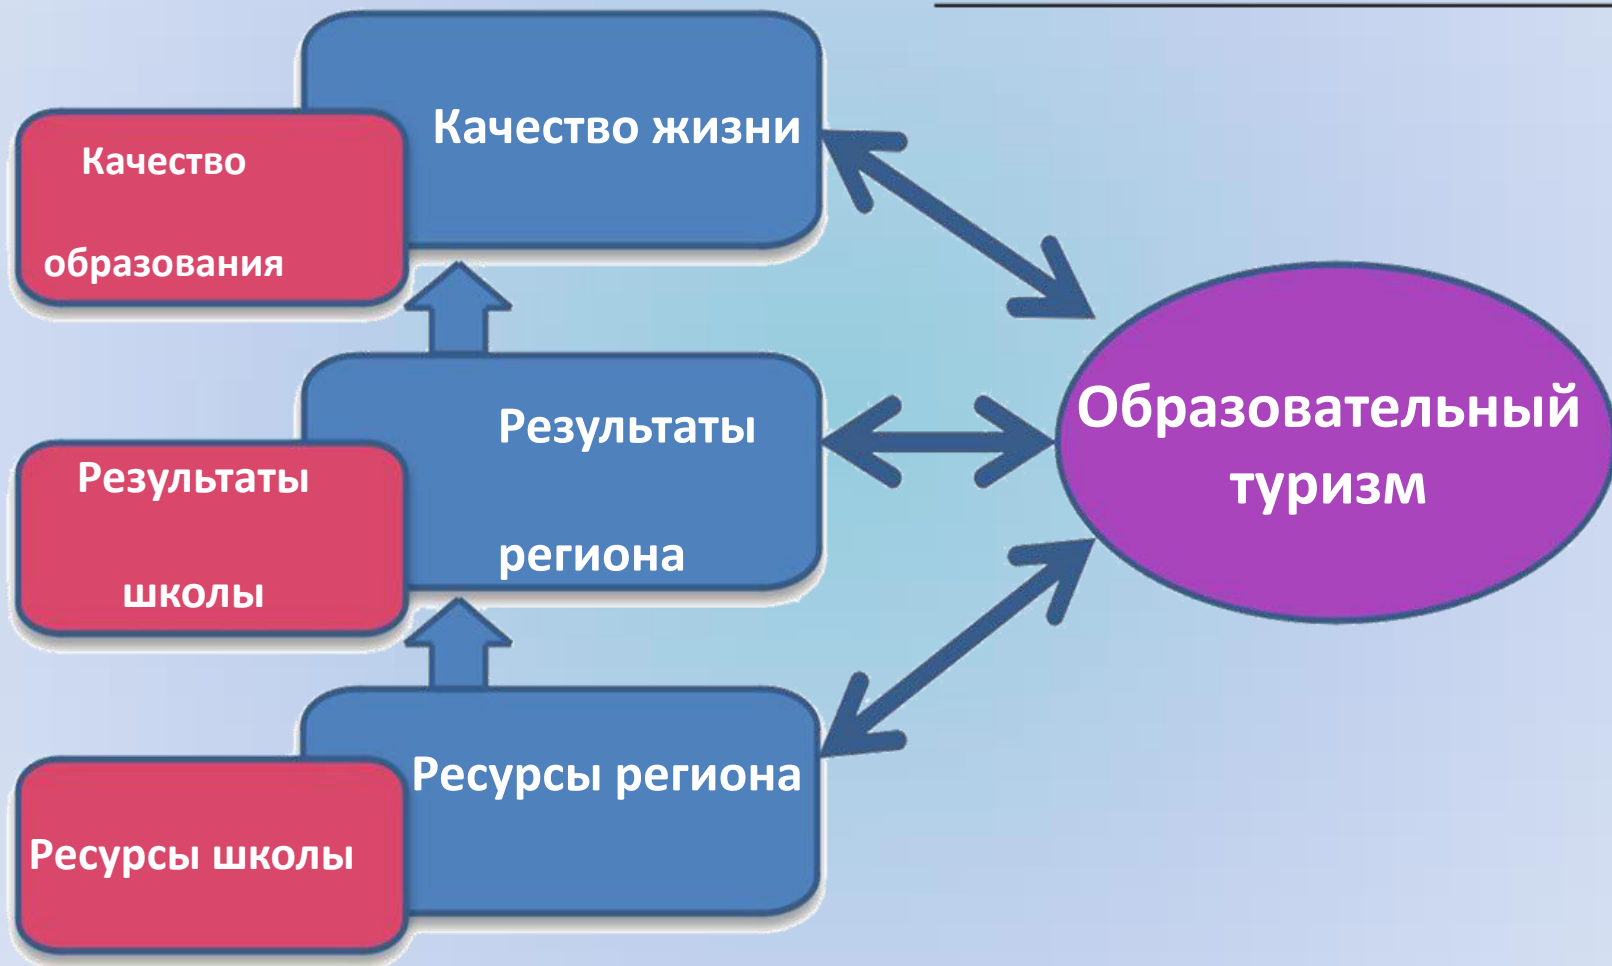 Качество жизни
Качество
образования
Результаты
региона
Результаты
школы
Ресурсы региона
Ресурсы школы
Образовательный
туризм